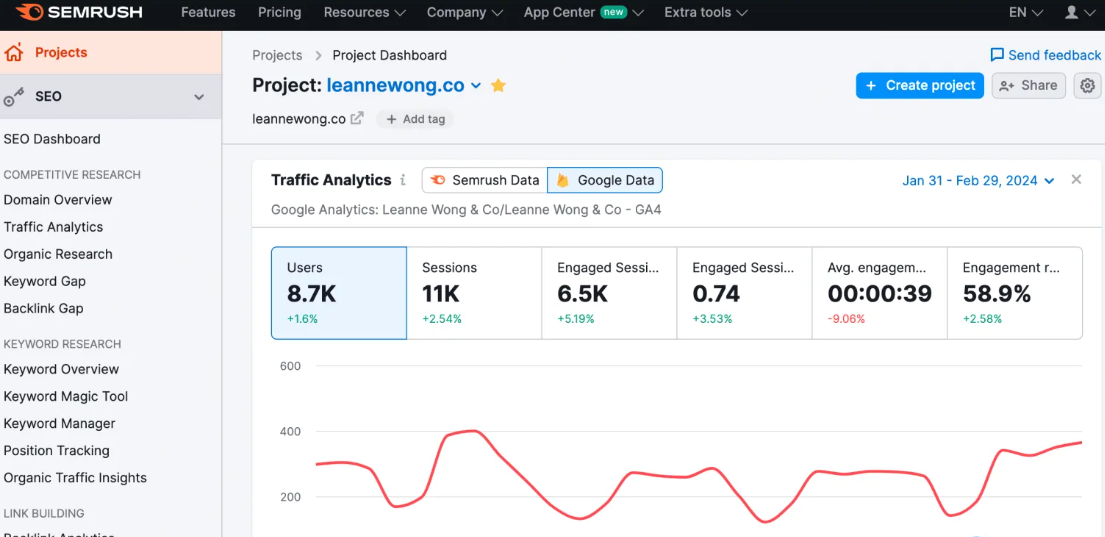 SEMRUSH Features Pricing Resources Company App Center new Extra tools EN
Projects
SEO
SEO Dashboard
COMPETITIVE RESEARCH
Domain Overview
Traffic Analytics
Organic Research
Keyword Gap
Backlink Gap
KEYWORD RESEARCH
Keyword Overview
Keyword Magic Tool
Keyword Manager
Position Tracking
Organic Traffic Insights
LINK BUILDING
Backlink Analytics
Projects > Project Dashboard
Send feedback
Project: leannewong.co
+ Create project
Share
leannewong.co
+ Add tag
Traffic Analytics i Semrush Data Google Data
Jan 31 - Feb 29, 2024
Google Analytics: Leanne Wong & Co/Leanne Wong & Co - GA4
Users
8.7K
+1.6%
Sessions
11K
+2.54%
Engaged Sessi...
6.5K
+5.19%
Engaged Sessi...
0.74
+3.53%
Avg. engagem...
00:00:39
-9.06%
Engagement r...
58.9%
+2.58%
600
400
200